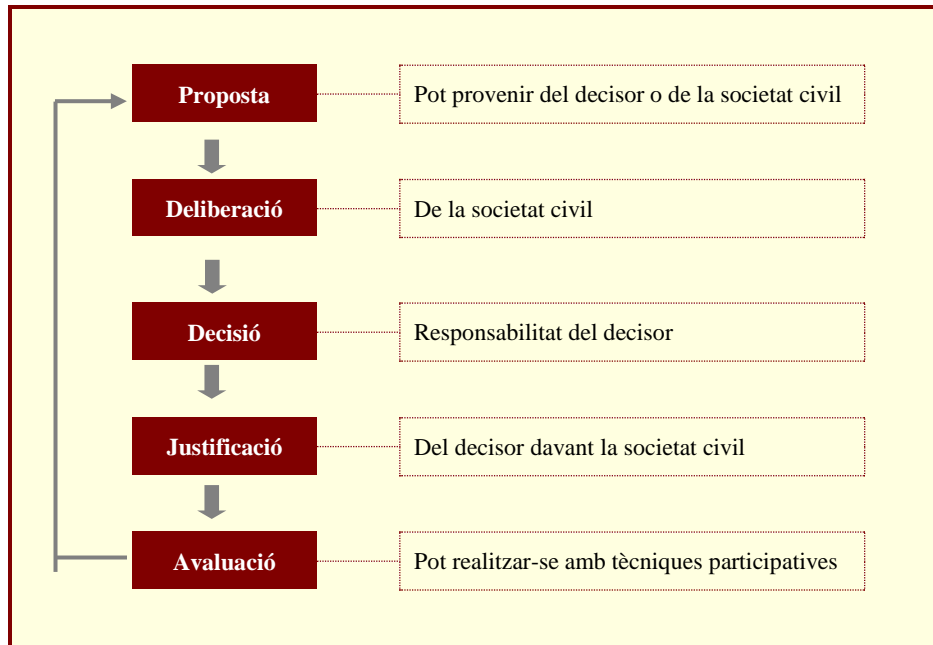 Proposta
Pot provenir del decisor o de la societat civil
Deliberació
De la societat civil
Decisió
Responsabilitat del decisor
Justificació
Del decisor davant la societat civil
Avaluació
Pot realitzar-se amb tècniques participatives